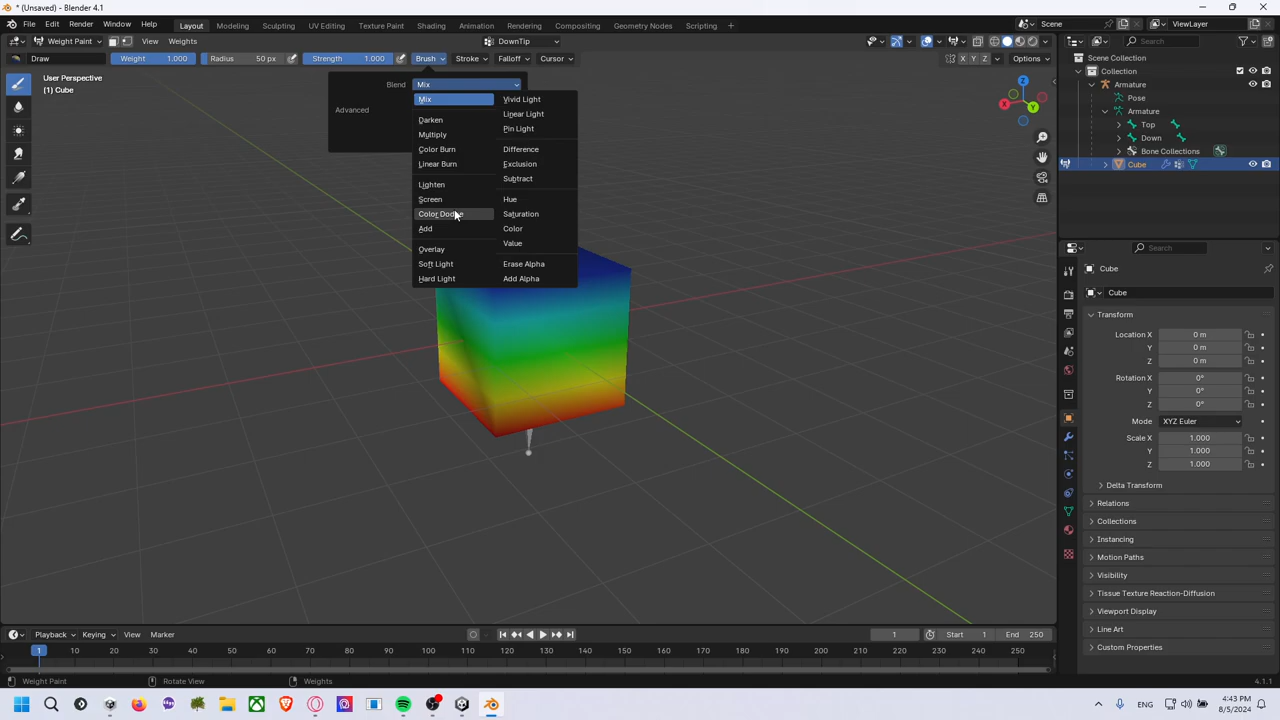 * (Unsaved) - Blender 4.1
File Edit Render Window Help Layout Modeling Sculpting UV Editing Texture Paint Shading Animation Rendering Compositing Geometry Nodes Scripting Scene ViewLayer
Weight Paint View Weights DownTip Search
Draw Weight 1.000 Radius 50 px Strength 1.000 Brush Stroke Falloff Cursor X Y Z Options
User Perspective
(1) Cube
Blend Mix
Advanced
Mix
Darken
Multiply
Color Burn
Linear Burn
Lighten
Screen
Color Dodge
Add
Overlay
Soft Light
Hard Light
Vivid Light
Linear Light
Pin Light
Difference
Exclusion
Subtract
Hue
Saturation
Color
Value
Erase Alpha
Add Alpha
Z
X
Y
Scene Collection
Collection
Armature
Pose
Armature
Top
Down
Bone Collections
Cube
Search
Cube
Cube
Transform
Location X 0 m
Y 0 m
Z 0 m
Rotation X 0°
Y 0°
Z 0°
Mode XYZ Euler
Scale X 1.000
Y 1.000
Z 1.000
Delta Transform
Relations
Collections
Instancing
Motion Paths
Visibility
Tissue Texture Reaction-Diffusion
Viewport Display
Line Art
Custom Properties
Playback Keying View Marker 1 Start 1 End 250
1 10 20 30 40 50 60 70 80 90 100 110 120 130 140 150 160 170 180 190 200 210 220 230 240 250
Weight Paint Rotate View Weights 4.1.1
ENG 4:43 PM
8/5/2024